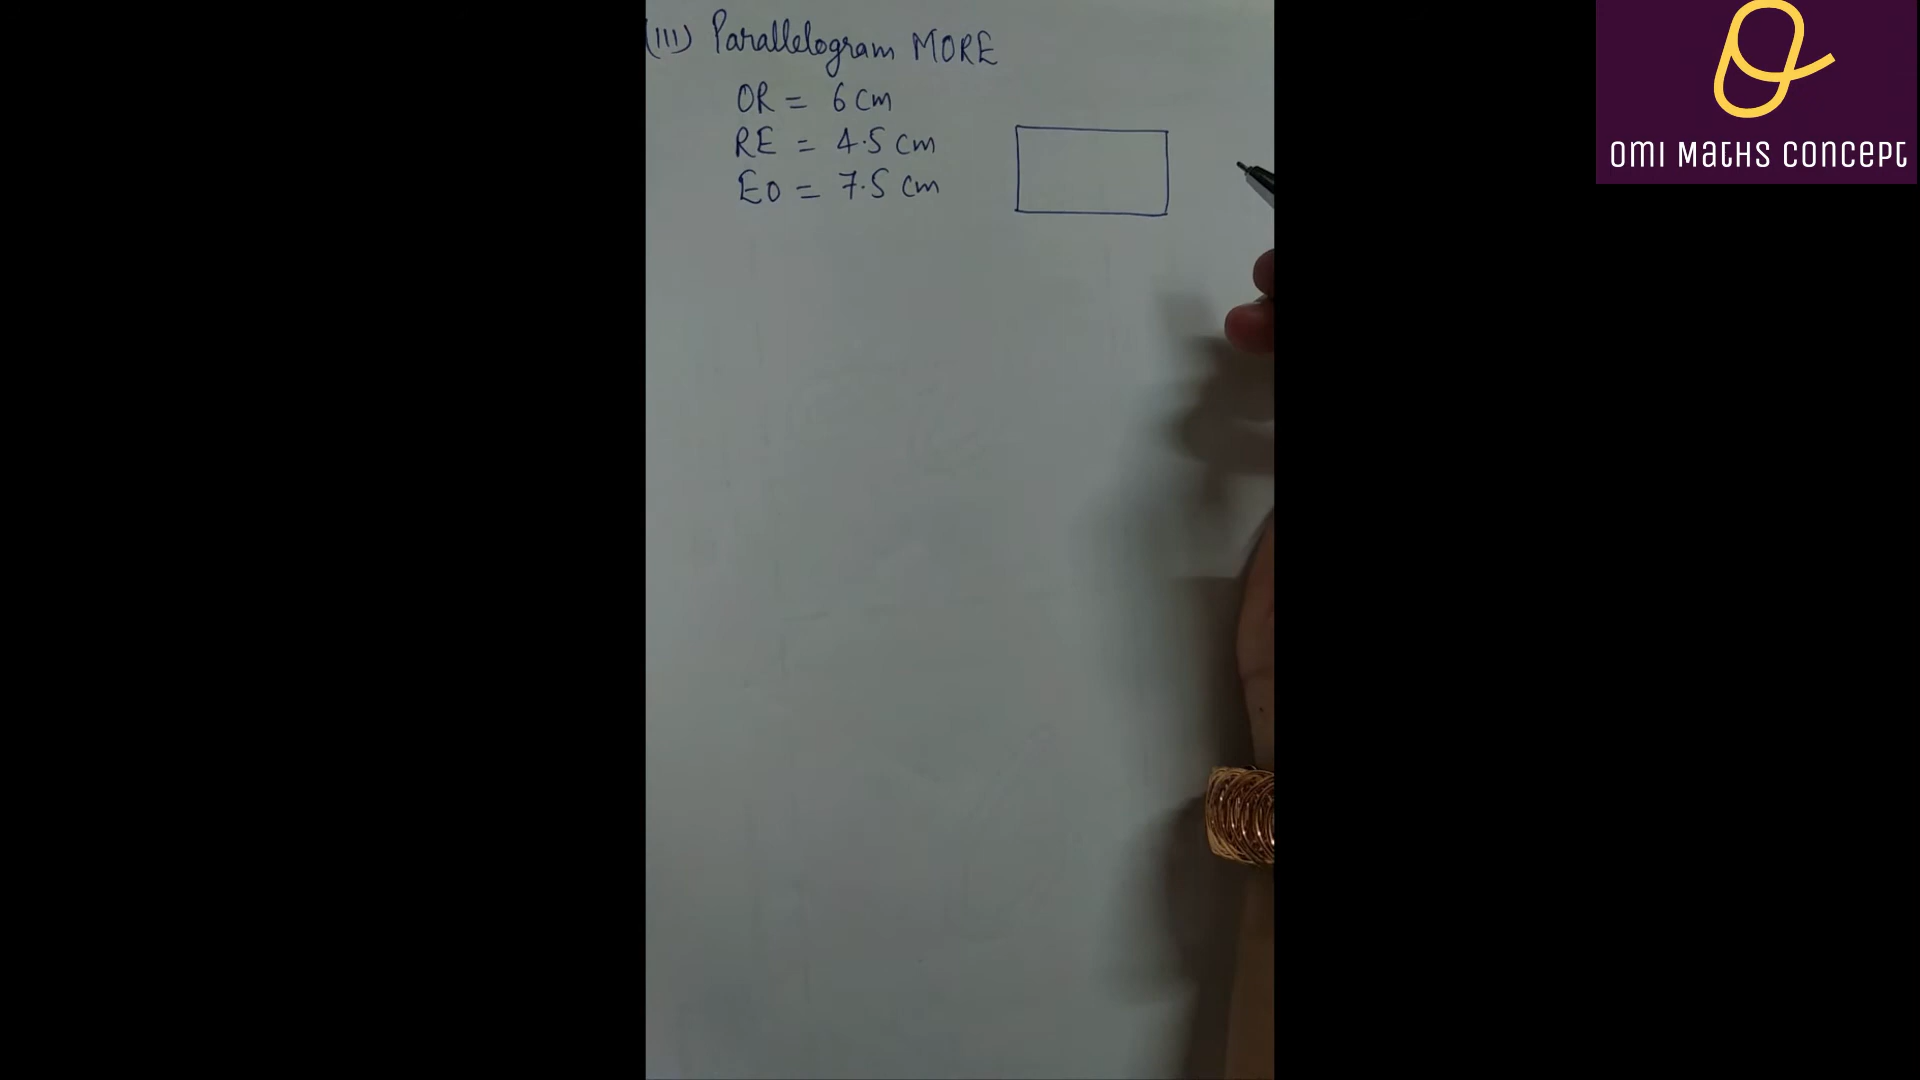 (III) Parallelogram MORE
OR = 6 cm
RE = 4.5 cm
EO = 7.5 cm
OMI MATHS CONCEPT